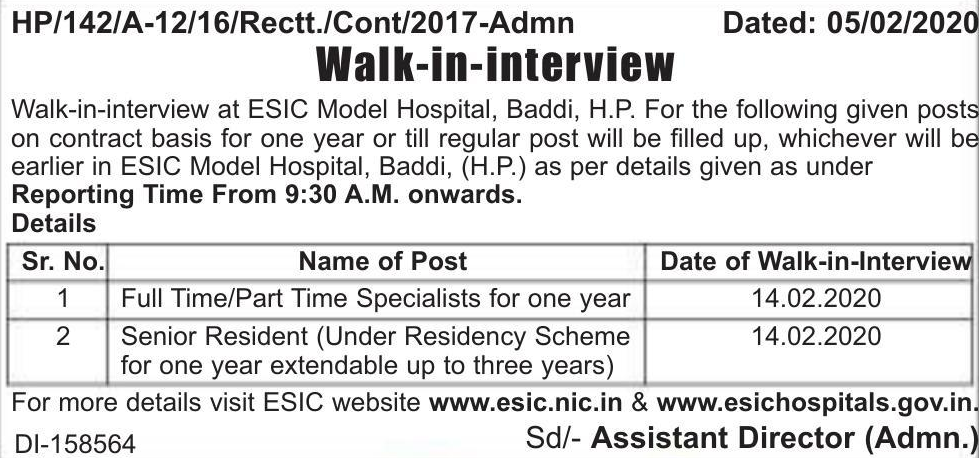 HP/142/A-12/16/Rectt./Cont/2017-Admn Dated: 05/02/2020
Walk-in-interview
Walk-in-interview at ESIC Model Hospital, Baddi, H.P. For the following given posts
on contract basis for one year or till regular post will be filled up, whichever will be
earlier in ESIC Model Hospital, Baddi, (H.P.) as per details given as under
Reporting Time From 9:30 A.M. onwards.
Details
Sr. No. Name of Post Date of Walk-in-Interview
1 Full Time/Part Time Specialists for one year 14.02.2020
2 Senior Resident (Under Residency Scheme 14.02.2020
for one year extendable up to three years)
For more details visit ESIC website www.esic.nic.in & www.esichospitals.gov.in.
DI-158564 Sd/- Assistant Director (Admn.)